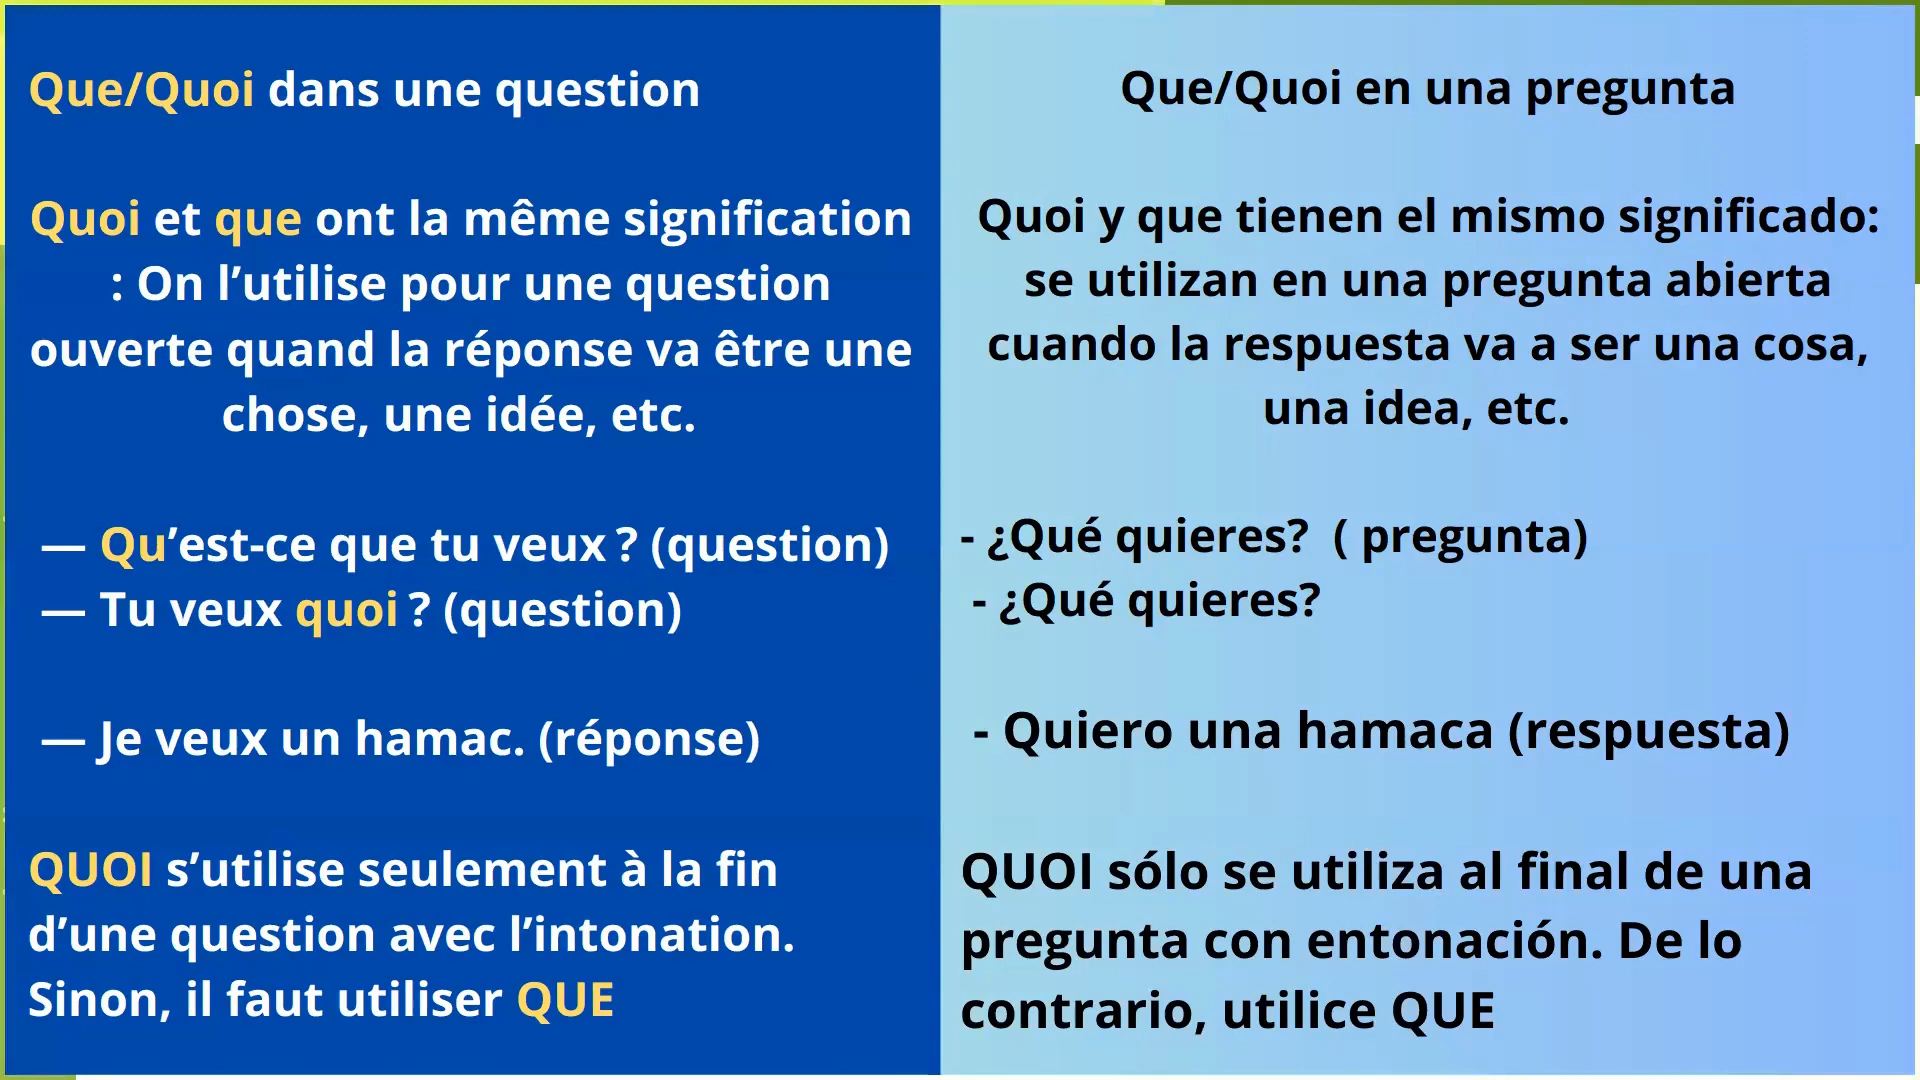 Que/Quoi dans une question
Quoi et que ont la même signification
: On l’utilise pour une question
ouverte quand la réponse va être une
chose, une idée, etc.
— Qu’est-ce que tu veux ? (question)
— Tu veux quoi ? (question)
— Je veux un hamac. (réponse)
QUOI s’utilise seulement à la fin
d’une question avec l’intonation.
Sinon, il faut utiliser QUE
Que/Quoi en una pregunta
Quoi y que tienen el mismo significado:
se utilizan en una pregunta abierta
cuando la respuesta va a ser una cosa,
una idea, etc.
- ¿Qué quieres?  ( pregunta)
- ¿Qué quieres?
- Quiero una hamaca (respuesta)
QUOI sólo se utiliza al final de una
pregunta con entonación. De lo
contrario, utilice QUE